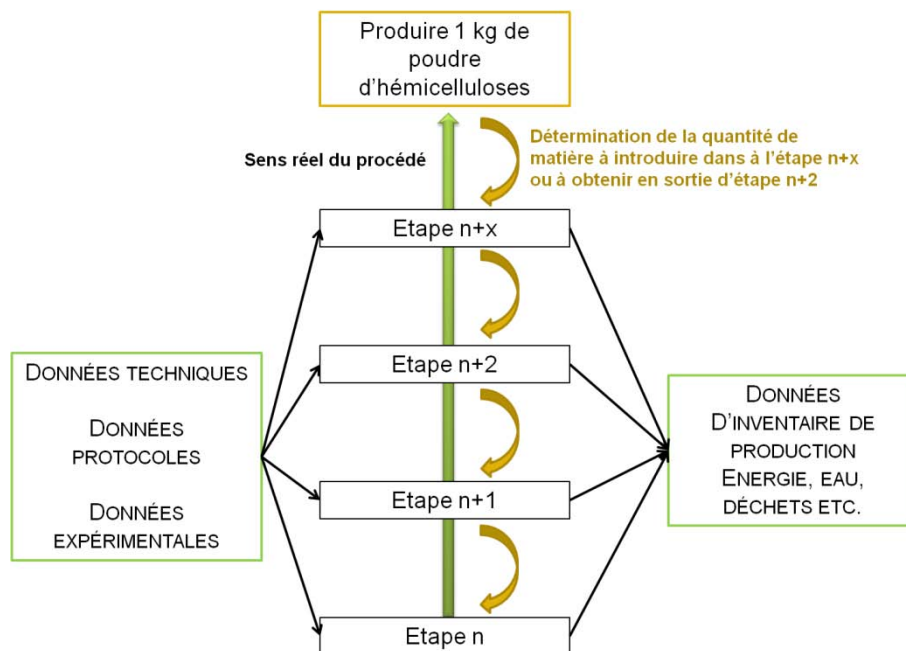 Produire 1 kg de
poudre
d'hémicelluloses
Sens réel du procédé
Détermination de la quantité de
matière à introduire dans à l'étape n+x
ou à obtenir en sortie d'étape n+2
Etape n+x
Etape n+2
Etape n+1
Etape n
DONNÉES TECHNIQUES
DONNÉES
PROTOCOLES
DONNÉES
EXPÉRIMENTALES
DONNÉES
D'INVENTAIRE DE
PRODUCTION
ENERGIE, EAU,
DÉCHETS ETC.